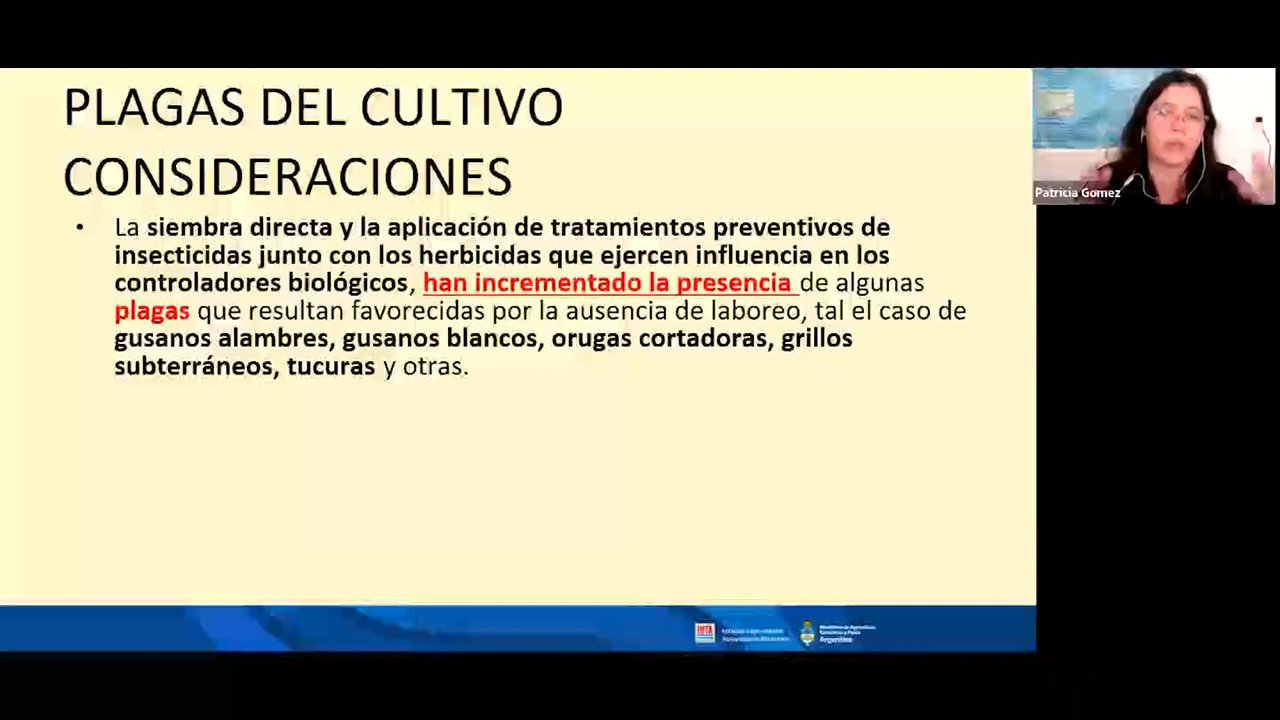 PLAGAS DEL CULTIVO
CONSIDERACIONES
• La siembra directa y la aplicación de tratamientos preventivos de
insecticidas junto con los herbicidas que ejercen influencia en los
controladores biológicos, han incrementado la presencia de algunas
plagas que resultan favorecidas por la ausencia de laboreo, tal el caso de
gusanos alambres, gusanos blancos, orugas cortadoras, grillos
subterráneos, tucuras y otras.
Patricia Gomez
INTA
Argentina